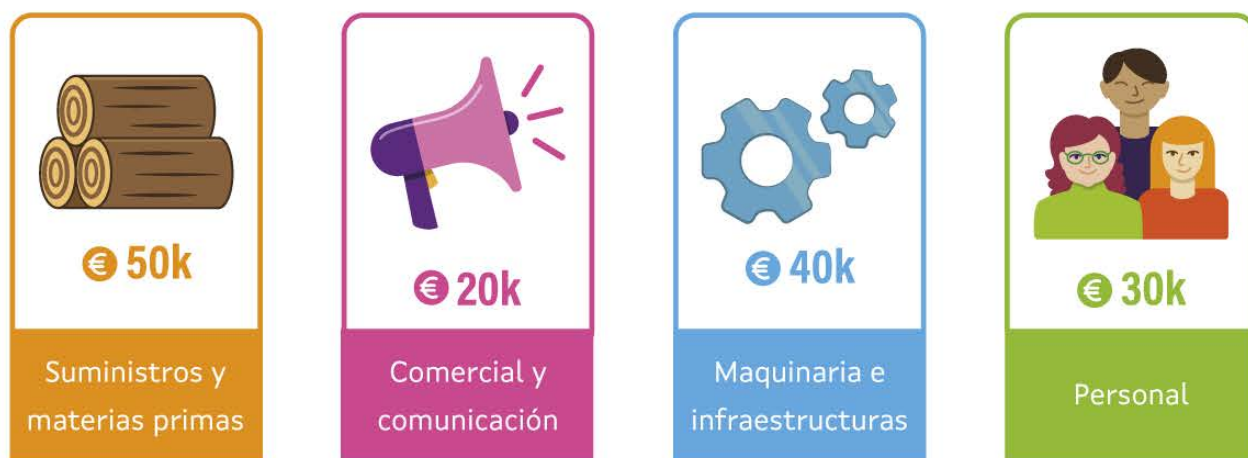 € 50k
Suministros y
materias primas
€ 20k
Comercial y
comunicación
€ 40k
Maquinaria e
infraestructuras
€ 30k
Personal